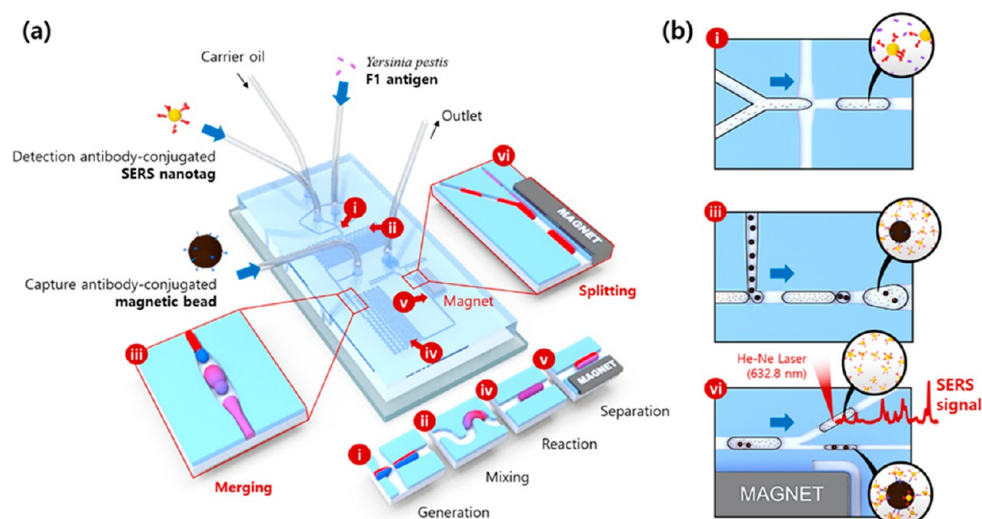 (a)
Carrier oil
Yersinia pestis
F1 antigen
Outlet
Detection antibody-conjugated
SERS nanotag
i
ii
vi
MAGNET
Splitting
Capture antibody-conjugated
magnetic bead
v
Magnet
iv
iii
Merging
i
Generation
ii
Mixing
iv
Reaction
v
MAGNET
Separation
(b)
i
iii
vi
He-Ne Laser
(632.8 nm)
SERS
signal
MAGNET